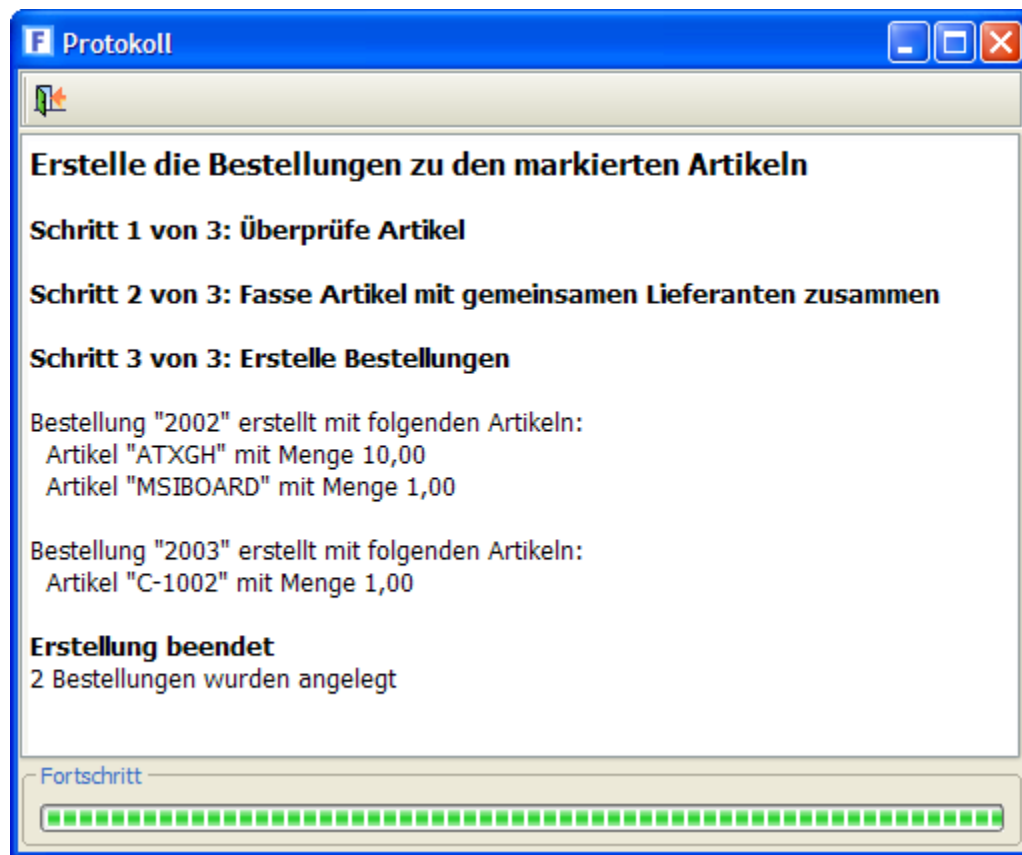 F Protokoll
Erstelle die Bestellungen zu den markierten Artikeln
Schritt 1 von 3: Überprüfe Artikel
Schritt 2 von 3: Fasse Artikel mit gemeinsamen Lieferanten zusammen
Schritt 3 von 3: Erstelle Bestellungen
Bestellung "2002" erstellt mit folgenden Artikeln:
Artikel "ATXGH" mit Menge 10,00
Artikel "MSIBOARD" mit Menge 1,00
Bestellung "2003" erstellt mit folgenden Artikeln:
Artikel "C-1002" mit Menge 1,00
Erstellung beendet
2 Bestellungen wurden angelegt
Fortschritt